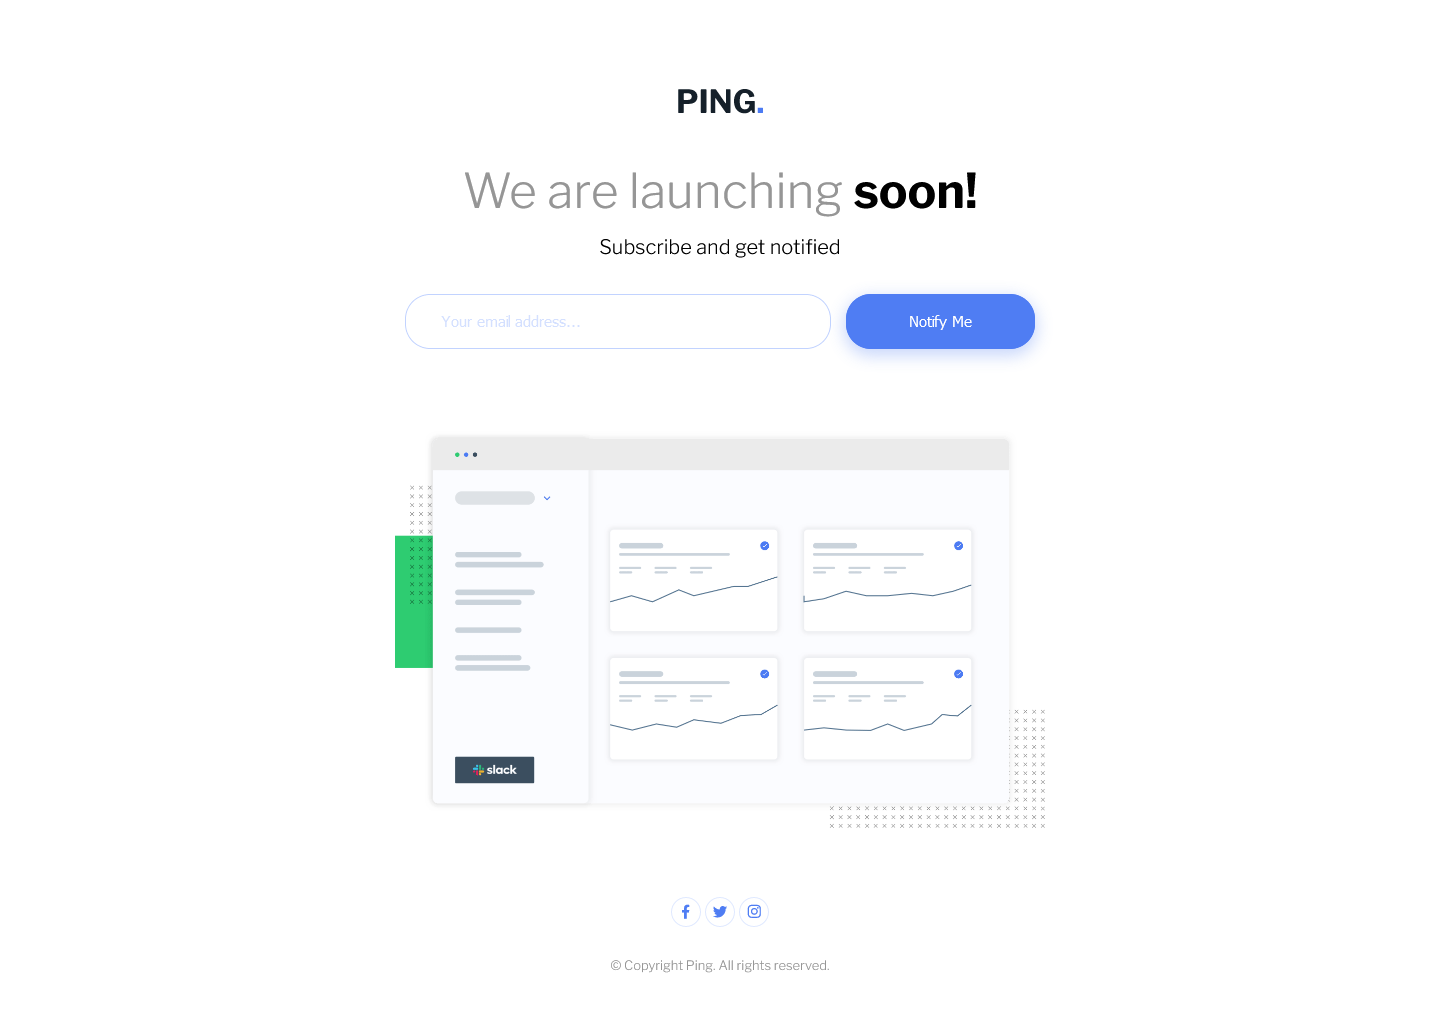 PING.
We are launching soon!
Subscribe and get notified
Your email address...
Notify Me
slack
© Copyright Ping. All rights reserved.